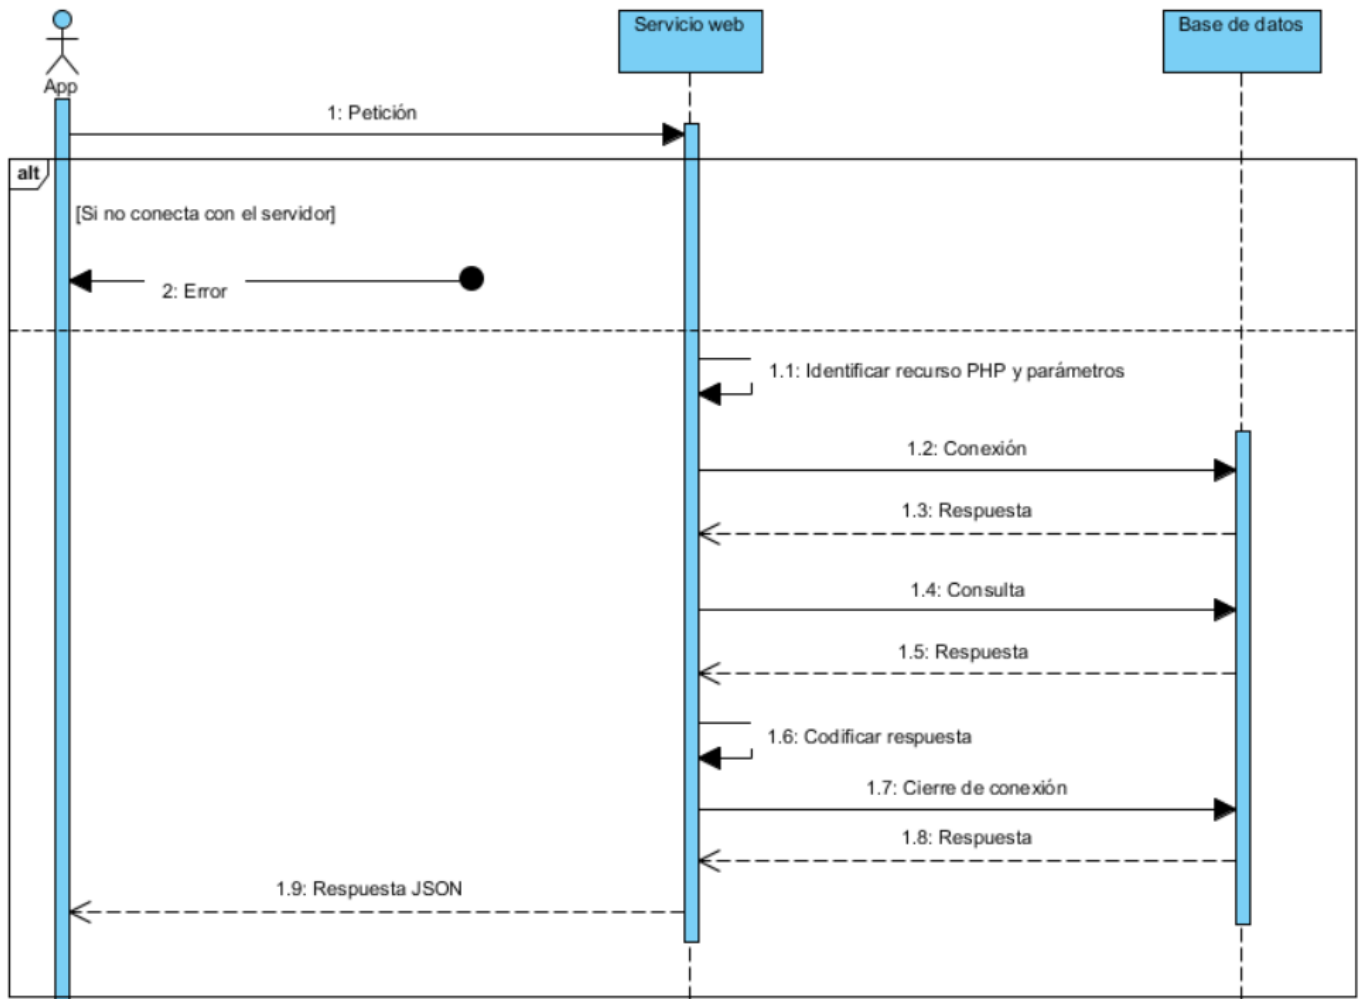 Servicio web
Base de datos
App
1: Petición
alt
[Si no conecta con el servidor]
2: Error
1.1: Identificar recurso PHP y parámetros
1.2: Conexión
1.3: Respuesta
1.4: Consulta
1.5: Respuesta
1.6: Codificar respuesta
1.7: Cierre de conexión
1.8: Respuesta
1.9: Respuesta JSON